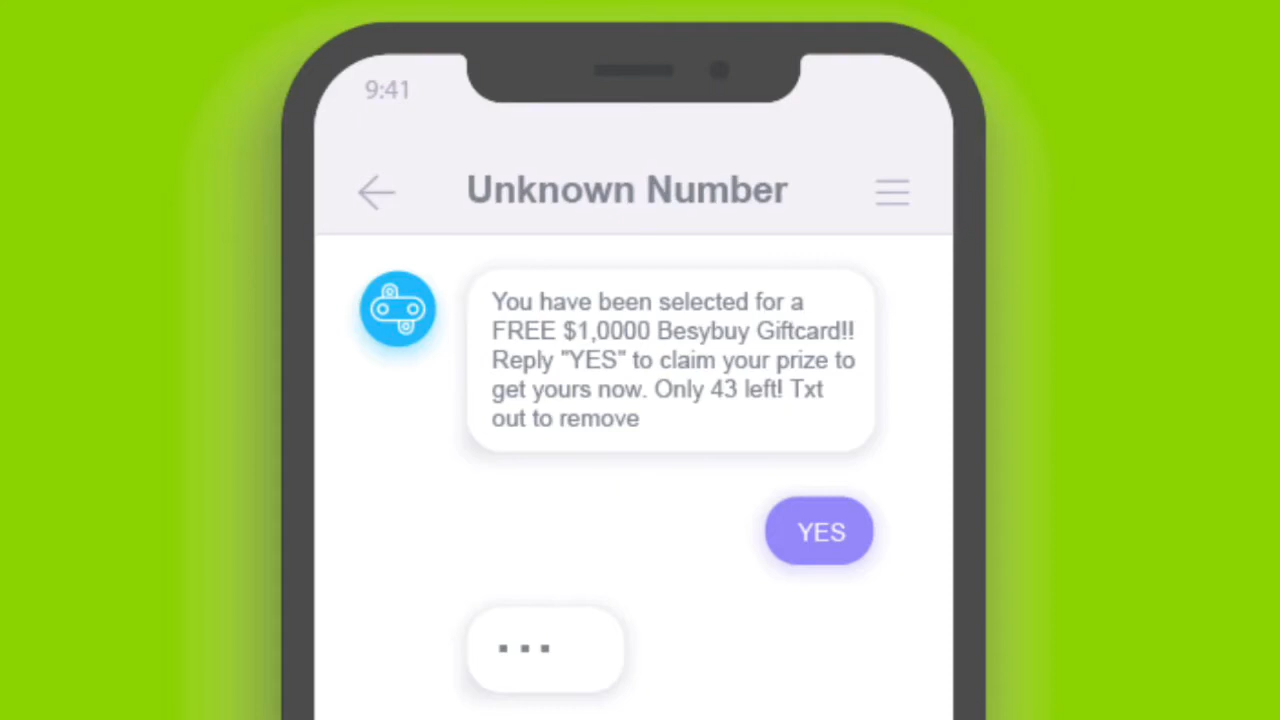 9:41
Unknown Number
You have been selected for a
FREE $1,0000 Besybuy Giftcard!!
Reply "YES" to claim your prize to
get yours now. Only 43 left! Txt
out to remove
YES